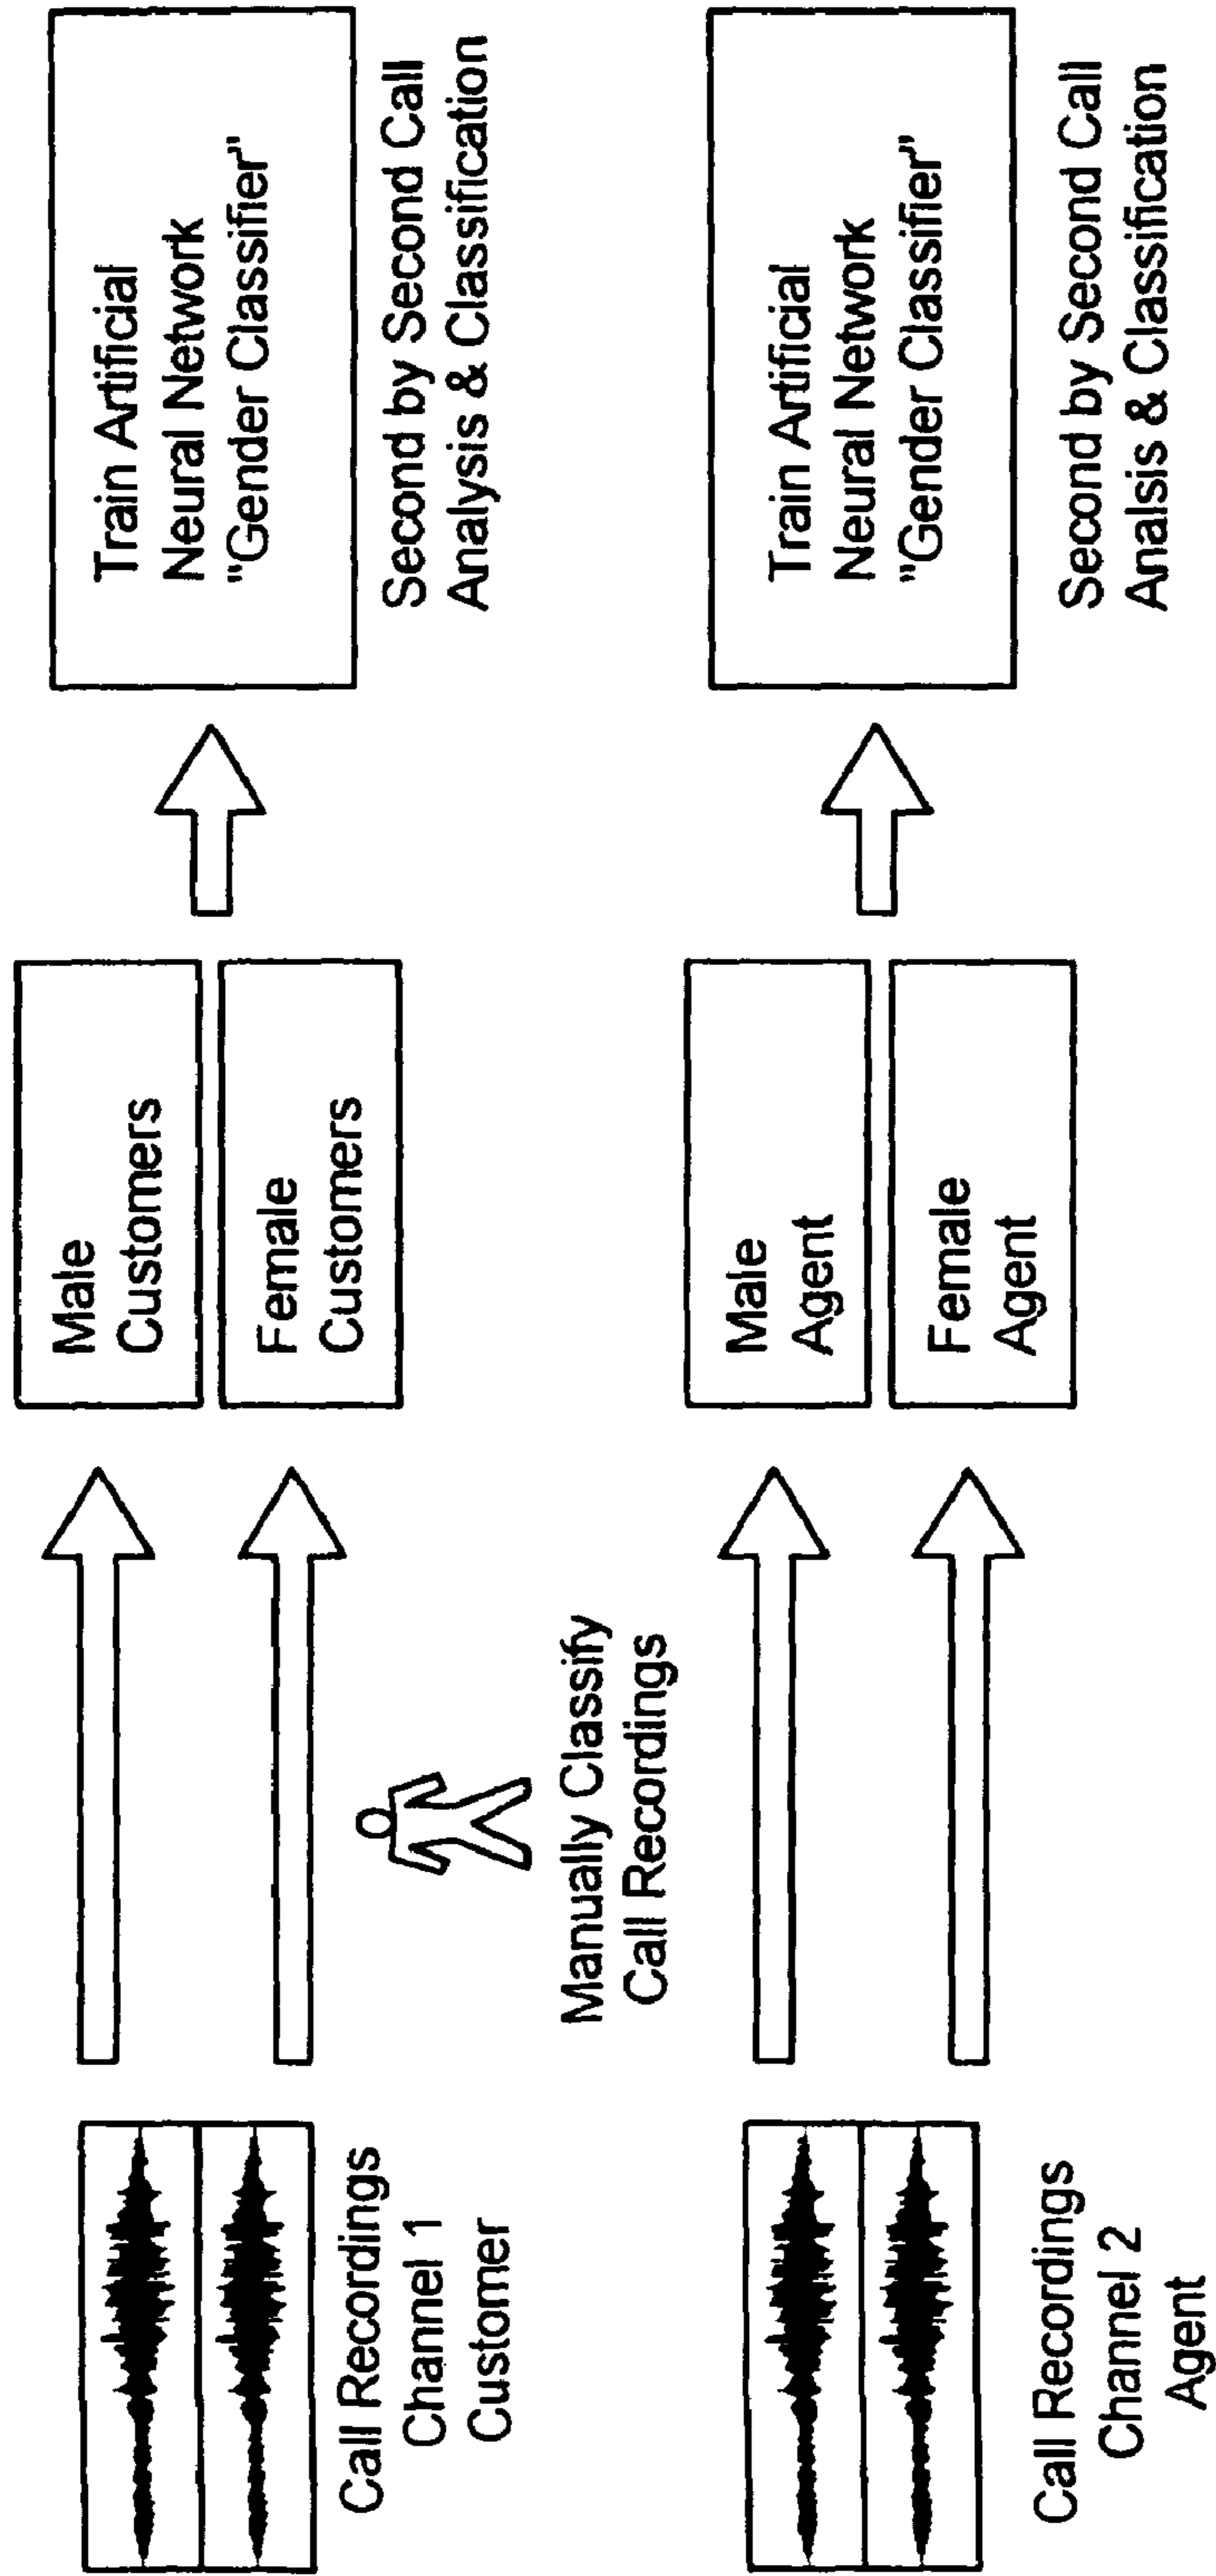 Call Recordings
Channel 1
Customer
Manually Classify
Call Recordings
Male
Customers
Female
Customers
Train Artificial
Neural Network
"Gender Classifier"
Second by Second Call
Analysis & Classification
Call Recordings
Channel 2
Agent
Male
Agent
Female
Agent
Train Artificial
Neural Network
"Gender Classifier"
Second by Second Call
Analsis & Classification